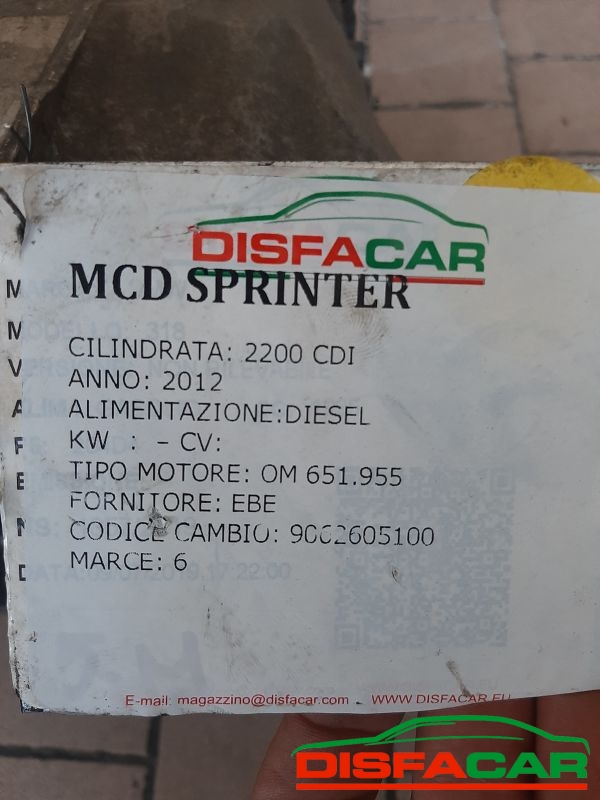 DISFACAR
MCD SPRINTER
CILINDRATA: 2200 CDI
ANNO: 2012
ALIMENTAZIONE:DIESEL
KW : - CV:
TIPO MOTORE: OM 651.955
FORNITORE: EBE
CODICE CAMBIO: 9062605100
MARCE: 6
E-mail: magazzino@disfacar.com WWW.DISFACAR.EU
DISFACAR